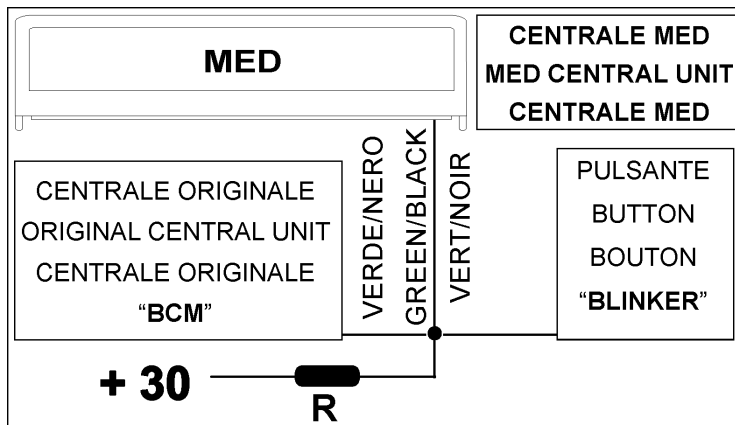 MED
CENTRALE MED
MED CENTRAL UNIT
CENTRALE MED
CENTRALE ORIGINALE
ORIGINAL CENTRAL UNIT
CENTRALE ORIGINALE
“BCM”
VERDE/NERO
GREEN/BLACK
VERT/NOIR
PULSANTE
BUTTON
BOUTON
“BLINKER”
+ 30
R